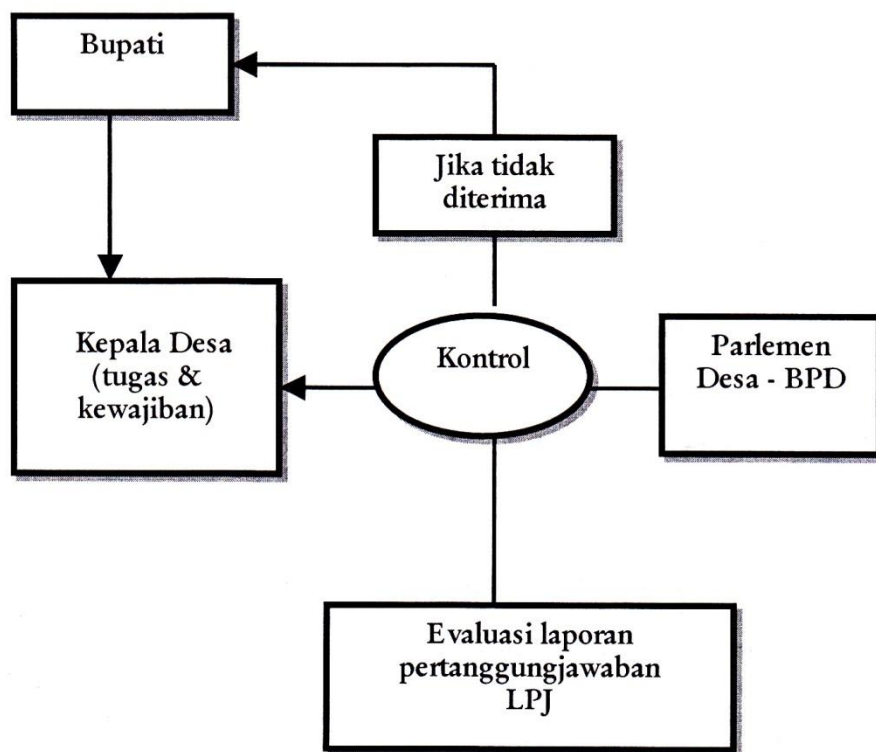 Bupati
Jika tidak
diterima
Kepala Desa
(tugas &
kewajiban)
Kontrol
Parlemen
Desa - BPD
Evaluasi laporan
pertanggungjawaban
LPJ